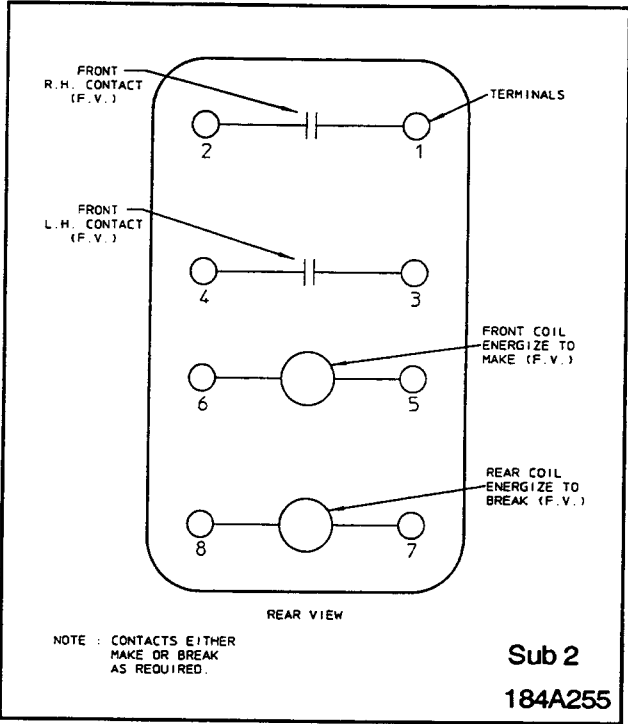 FRONT
R.H. CONTACT
(F.V.)
TERMINALS
2
1
FRONT
L.H. CONTACT
(F.V.)
4
3
FRONT COIL
ENERGIZE TO
MAKE (F.V.)
6
5
REAR COIL
ENERGIZE TO
BREAK (F.V.)
8
7
REAR VIEW
NOTE : CONTACTS EITHER
MAKE OR BREAK
AS REQUIRED.
Sub 2
184A255